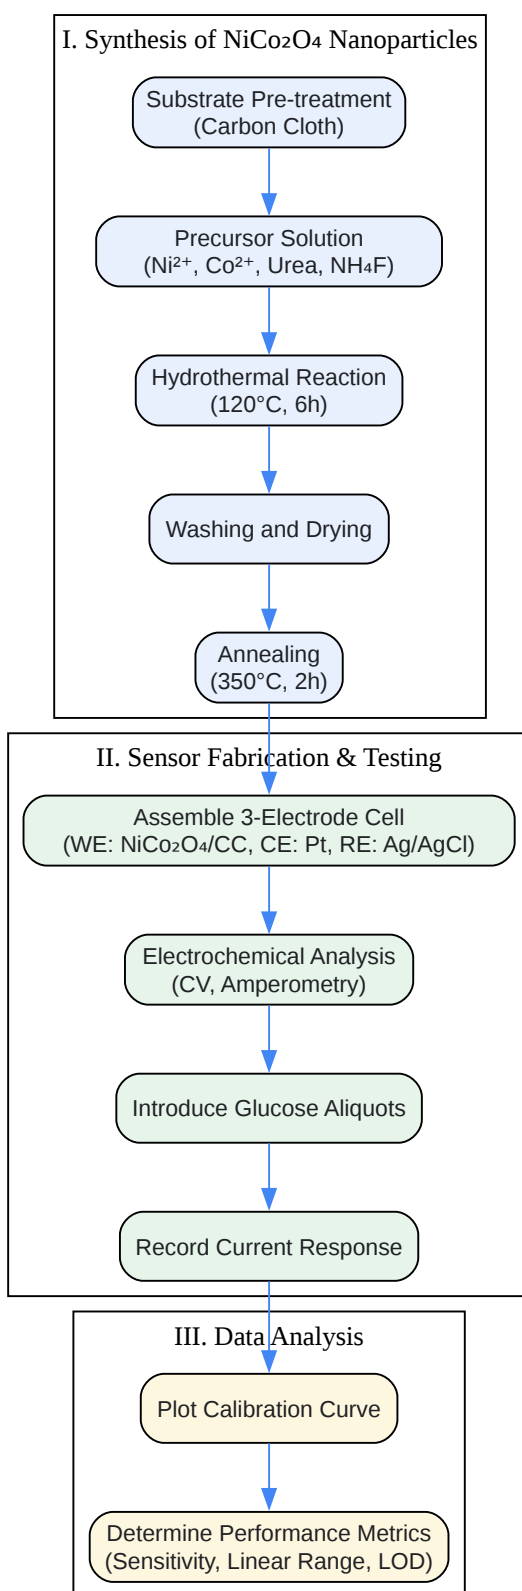 I. Synthesis of NiCo₂O₄ Nanoparticles
Substrate Pre-treatment
(Carbon Cloth)
Precursor Solution
(Ni²⁺, Co²⁺, Urea, NH₄F)
Hydrothermal Reaction
(120°C, 6h)
Washing and Drying
Annealing
(350°C, 2h)
II. Sensor Fabrication & Testing
Assemble 3-Electrode Cell
(WE: NiCo₂O₄/CC, CE: Pt, RE: Ag/AgCl)
Electrochemical Analysis
(CV, Amperometry)
Introduce Glucose Aliquots
Record Current Response
III. Data Analysis
Plot Calibration Curve
Determine Performance Metrics
(Sensitivity, Linear Range, LOD)